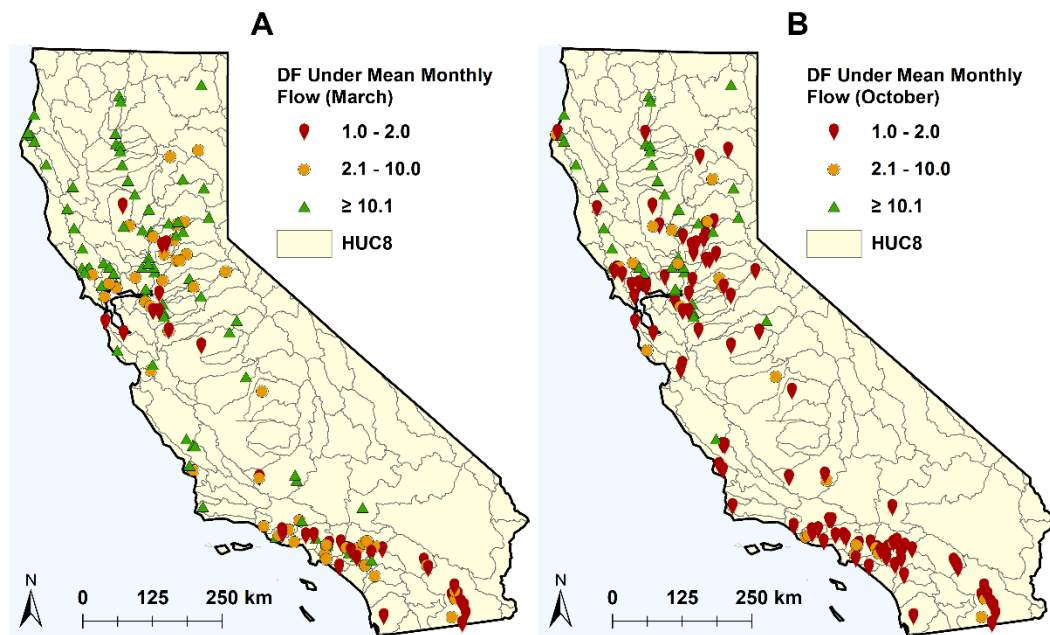 A
DF Under Mean Monthly
Flow (March)
1.0 - 2.0
2.1 - 10.0
≥ 10.1
HUC8
N
0 125 250 km
B
DF Under Mean Monthly
Flow (October)
1.0 - 2.0
2.1 - 10.0
≥ 10.1
HUC8
N
0 125 250 km